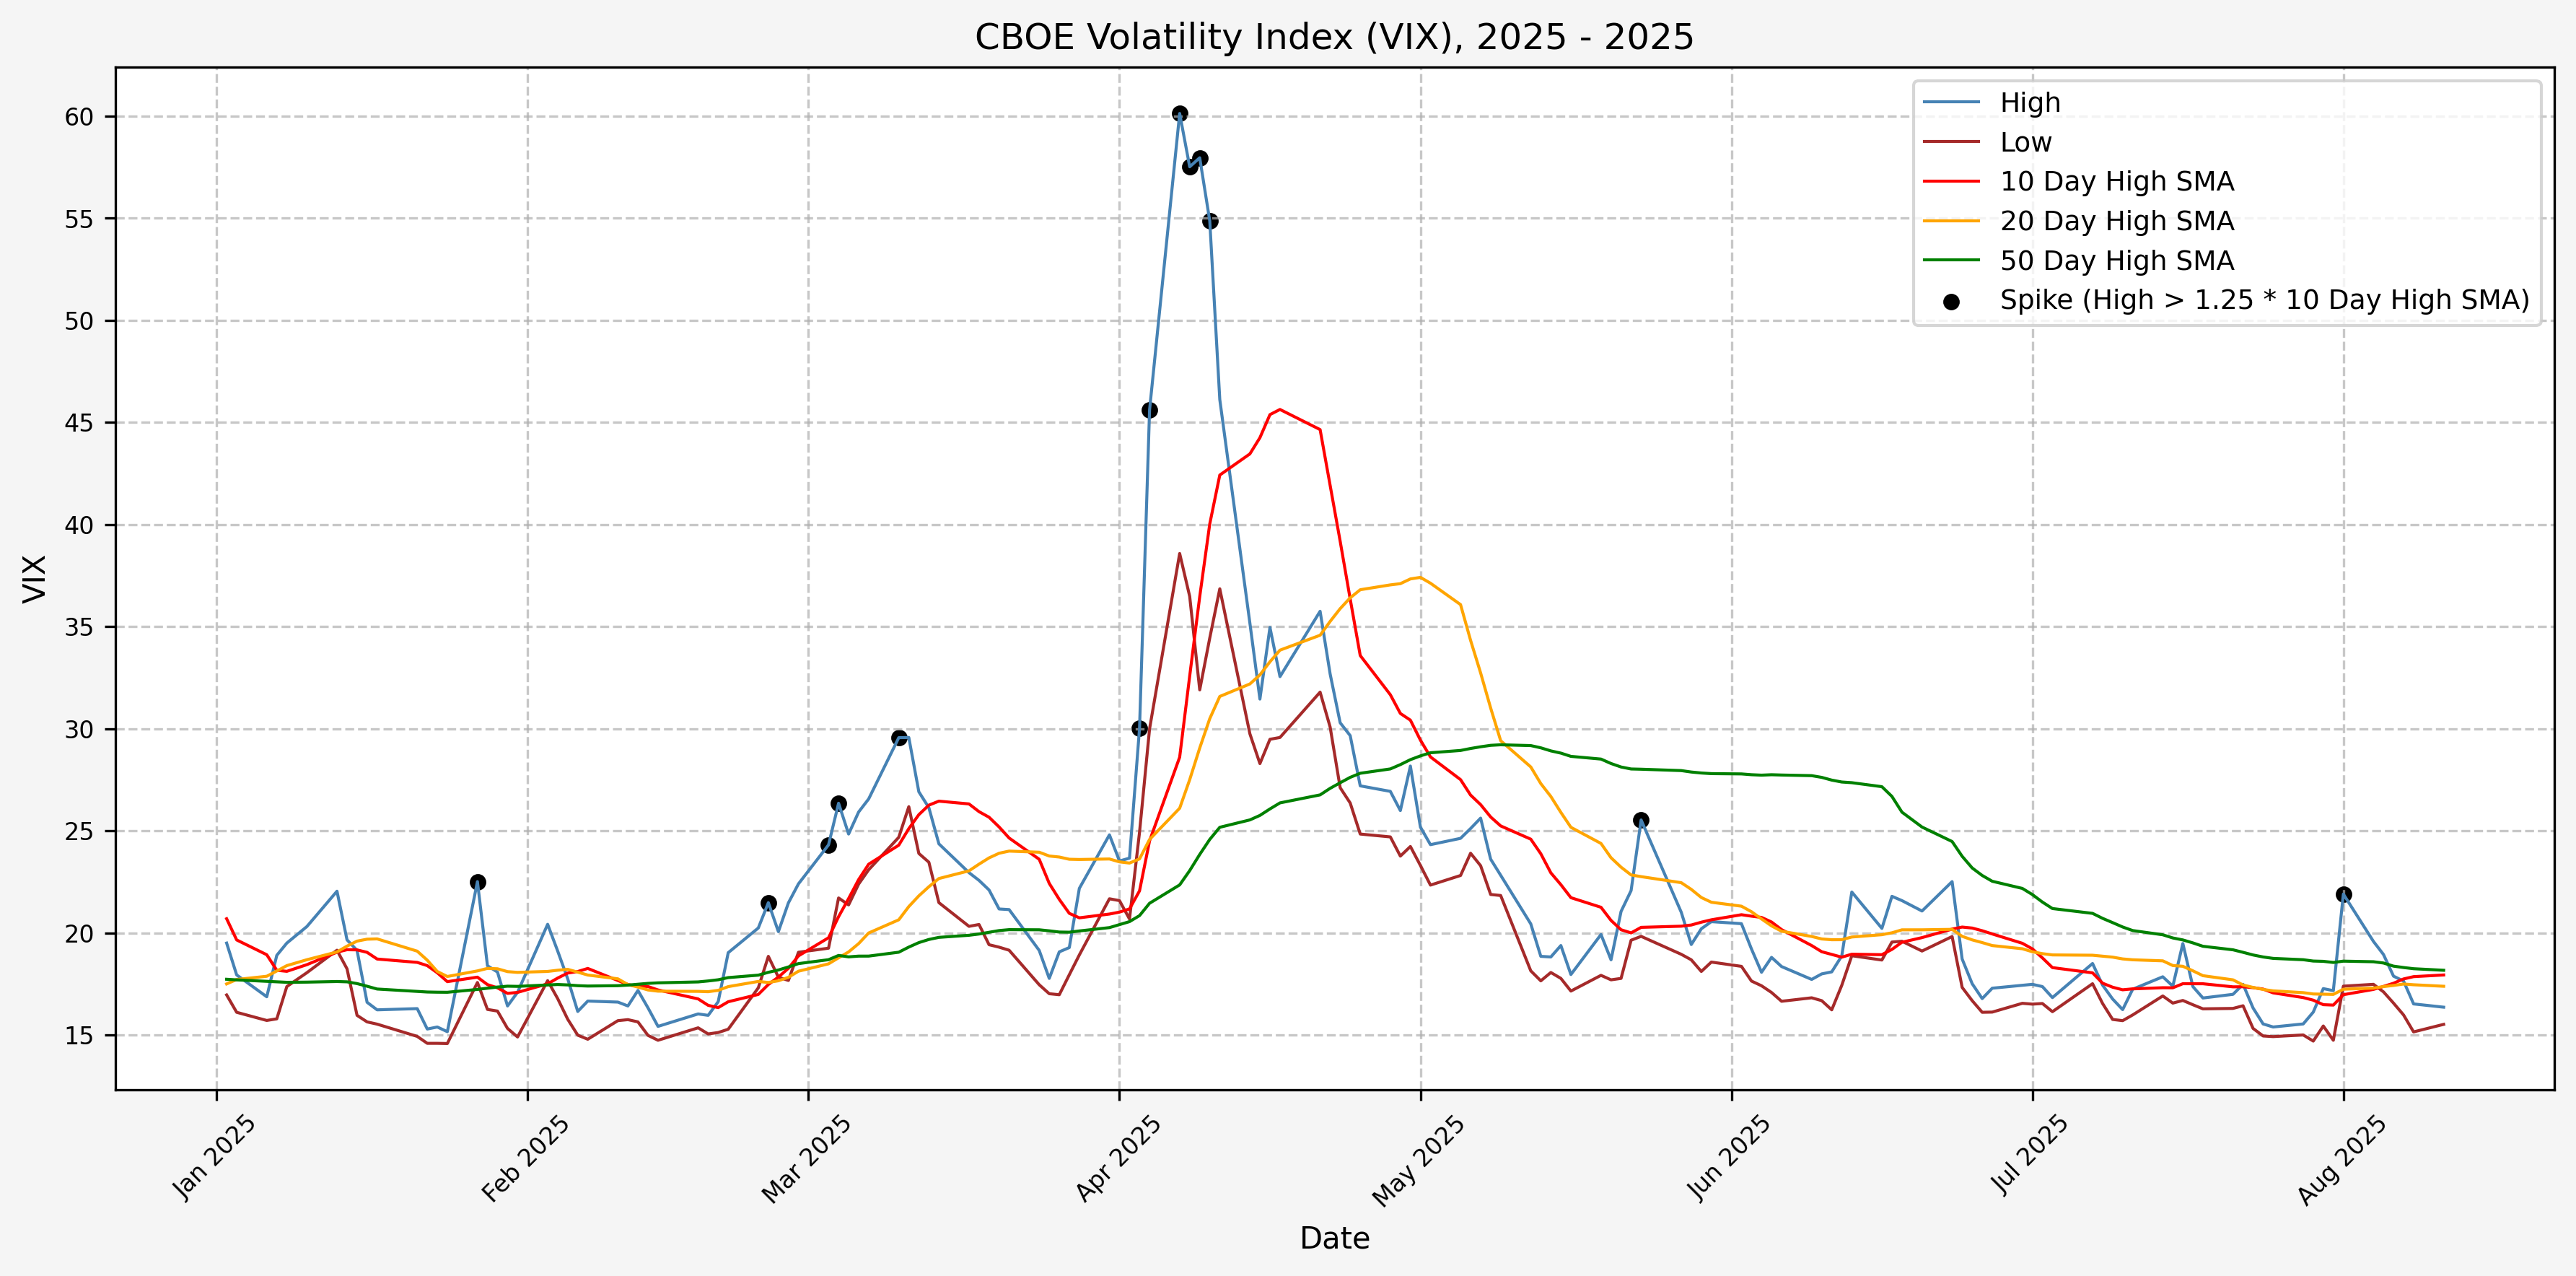 CBOE Volatility Index (VIX), 2025 - 2025
High
Low
10 Day High SMA
20 Day High SMA
50 Day High SMA
Spike (High > 1.25 * 10 Day High SMA)
VIX
60
55
50
45
40
35
30
25
20
15
Jan 2025
Feb 2025
Mar 2025
Apr 2025
May 2025
Jun 2025
Jul 2025
Aug 2025
Date